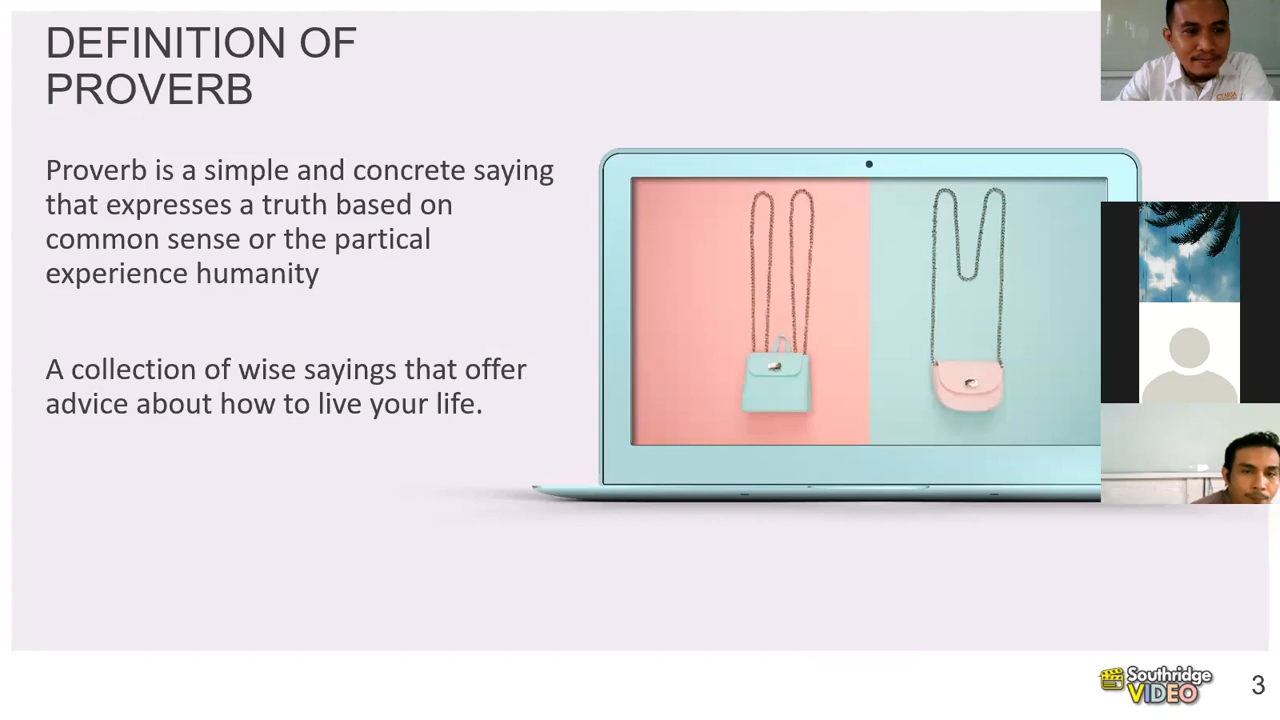 DEFINITION OF
PROVERB
Proverb is a simple and concrete saying
that expresses a truth based on
common sense or the partical
experience humanity
A collection of wise sayings that offer
advice about how to live your life.
Southridge
VIDEO
3